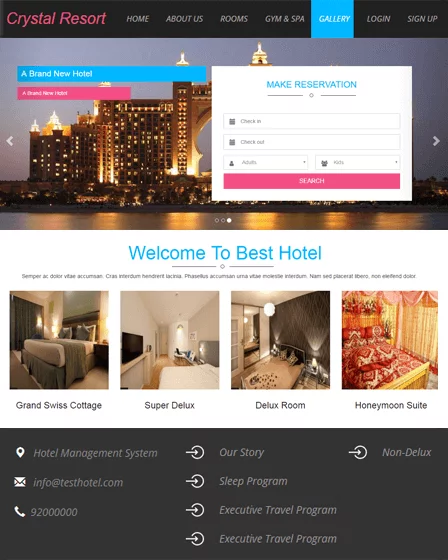 Crystal Resort
HOME ABOUT US ROOMS GYM & SPA GALLERY LOGIN SIGN UP
A Brand New Hotel
A Brand New Hotel
MAKE RESERVATION
Check in
Check out
Adults Kids
SEARCH
Welcome To Best Hotel
Semper ac dolor vitae accumsan. Cras interdum hendrerit lacinia. Phasellus accumsan urna vitae molestie interdum. Nam sed placerat libero, non eleifend dolor.
Grand Swiss Cottage Super Delux Delux Room Honeymoon Suite
Hotel Management System Our Story Non-Delux
info@testhotel.com Sleep Program
92000000 Executive Travel Program
Executive Travel Program